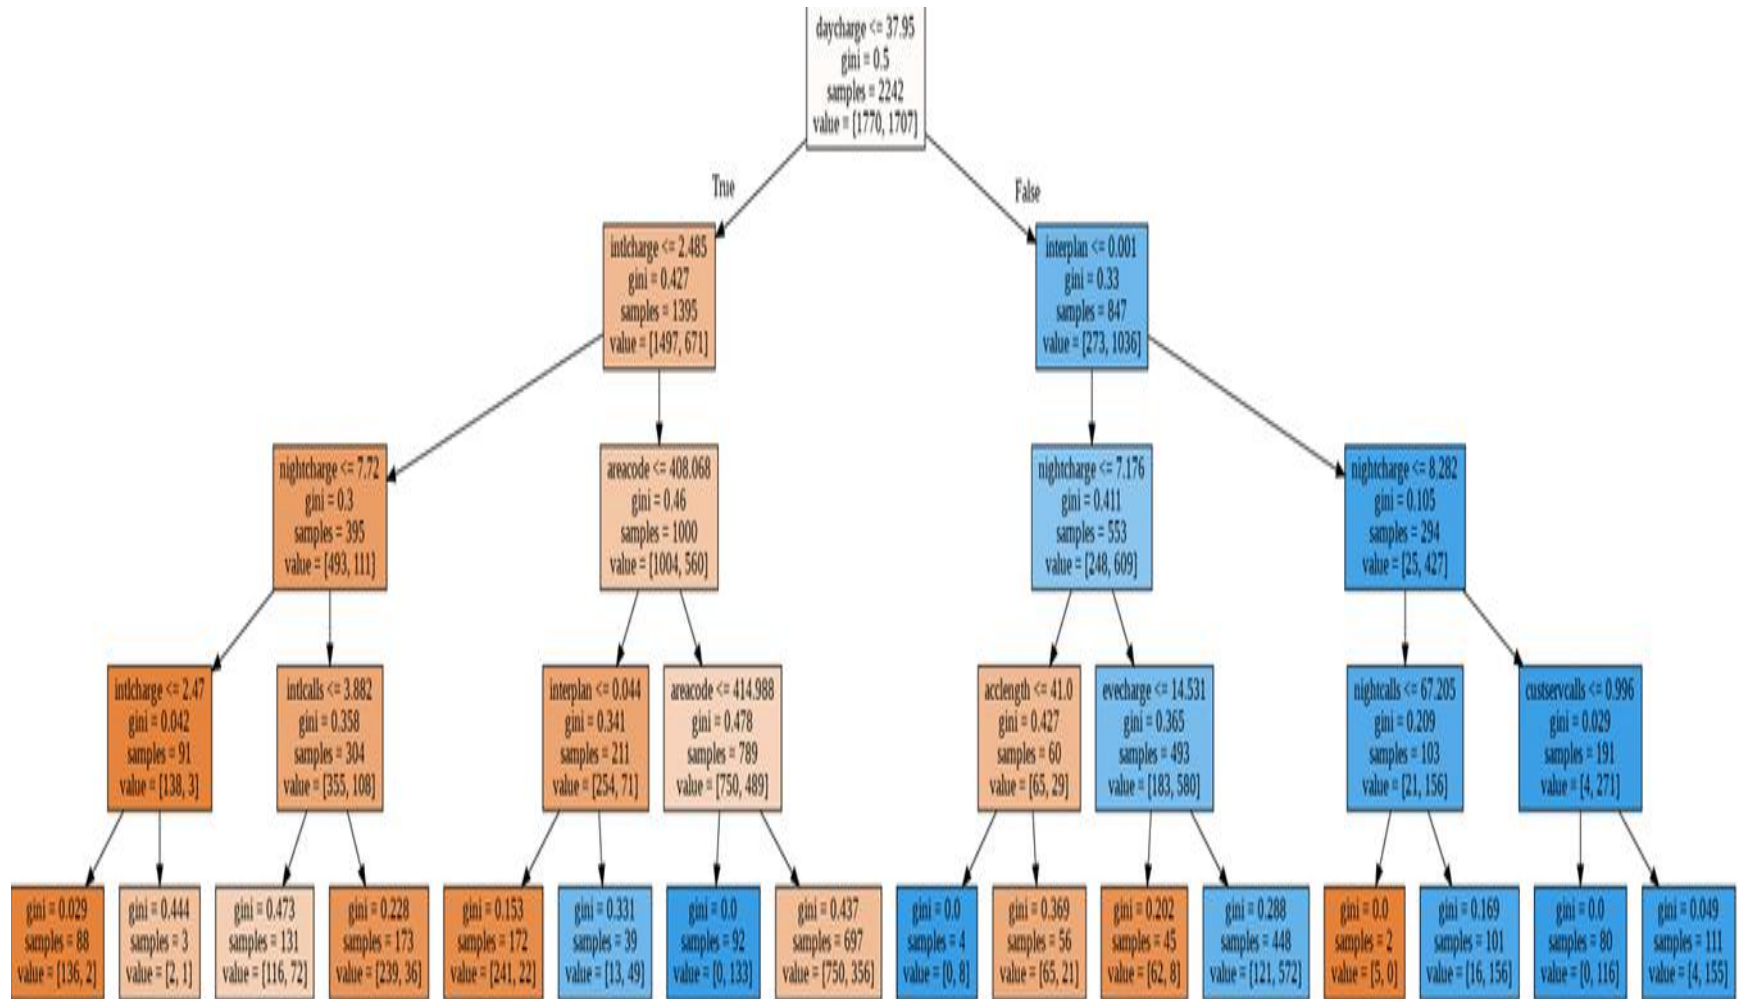 daycharge <= 37.95
gini = 0.5
samples = 2242
value = [1770, 1707]
True
False
intlcharge <= 2.485
gini = 0.427
samples = 1395
value = [1497, 671]
interplan <= 0.001
gini = 0.33
samples = 847
value = [273, 1036]
nightcharge <= 7.72
gini = 0.3
samples = 395
value = [493, 111]
areacode <= 408.068
gini = 0.46
samples = 1000
value = [1004, 560]
nightcharge <= 7.176
gini = 0.411
samples = 553
value = [248, 609]
nightcharge <= 8.282
gini = 0.105
samples = 294
value = [25, 427]
intlcharge <= 2.47
gini = 0.042
samples = 91
value = [138, 3]
intlcalls <= 3.882
gini = 0.358
samples = 304
value = [355, 108]
interplan <= 0.044
gini = 0.341
samples = 211
value = [254, 71]
areacode <= 414.988
gini = 0.478
samples = 789
value = [750, 489]
acclength <= 41.0
gini = 0.427
samples = 60
value = [65, 29]
evecharge <= 14.531
gini = 0.365
samples = 493
value = [183, 580]
nightcalls <= 67.205
gini = 0.209
samples = 103
value = [21, 156]
custservcalls <= 0.996
gini = 0.029
samples = 191
value = [4, 271]
gini = 0.029
samples = 88
value = [136, 2]
gini = 0.444
samples = 3
value = [2, 1]
gini = 0.473
samples = 131
value = [116, 72]
gini = 0.228
samples = 173
value = [239, 36]
gini = 0.153
samples = 172
value = [241, 22]
gini = 0.331
samples = 39
value = [13, 49]
gini = 0.0
samples = 92
value = [0, 133]
gini = 0.437
samples = 697
value = [750, 356]
gini = 0.0
samples = 4
value = [0, 8]
gini = 0.369
samples = 56
value = [65, 21]
gini = 0.202
samples = 45
value = [62, 8]
gini = 0.288
samples = 448
value = [121, 572]
gini = 0.0
samples = 2
value = [5, 0]
gini = 0.169
samples = 101
value = [16, 156]
gini = 0.0
samples = 80
value = [0, 116]
gini = 0.049
samples = 111
value = [4, 155]